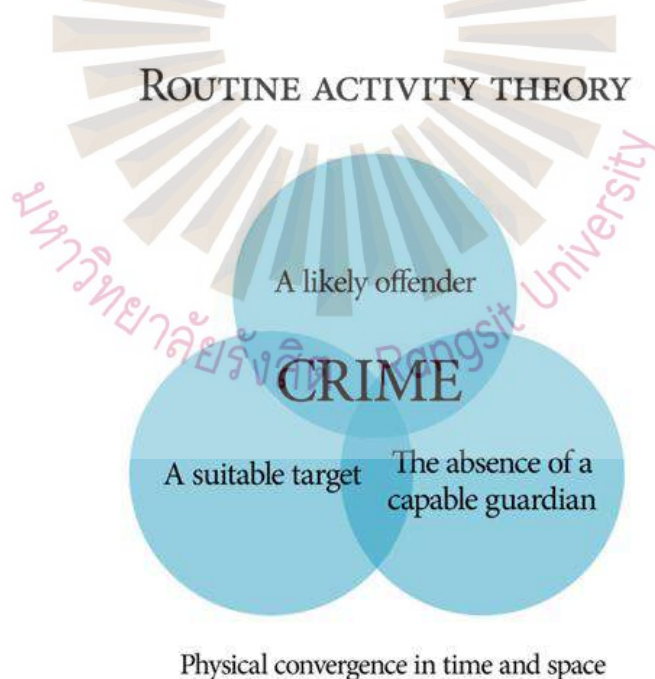 ROUTINE ACTIVITY THEORY
A likely offender
CRIME
A suitable target
The absence of a
capable guardian
Physical convergence in time and space
มหาวิทยาลัยรังสิต Rangsit University